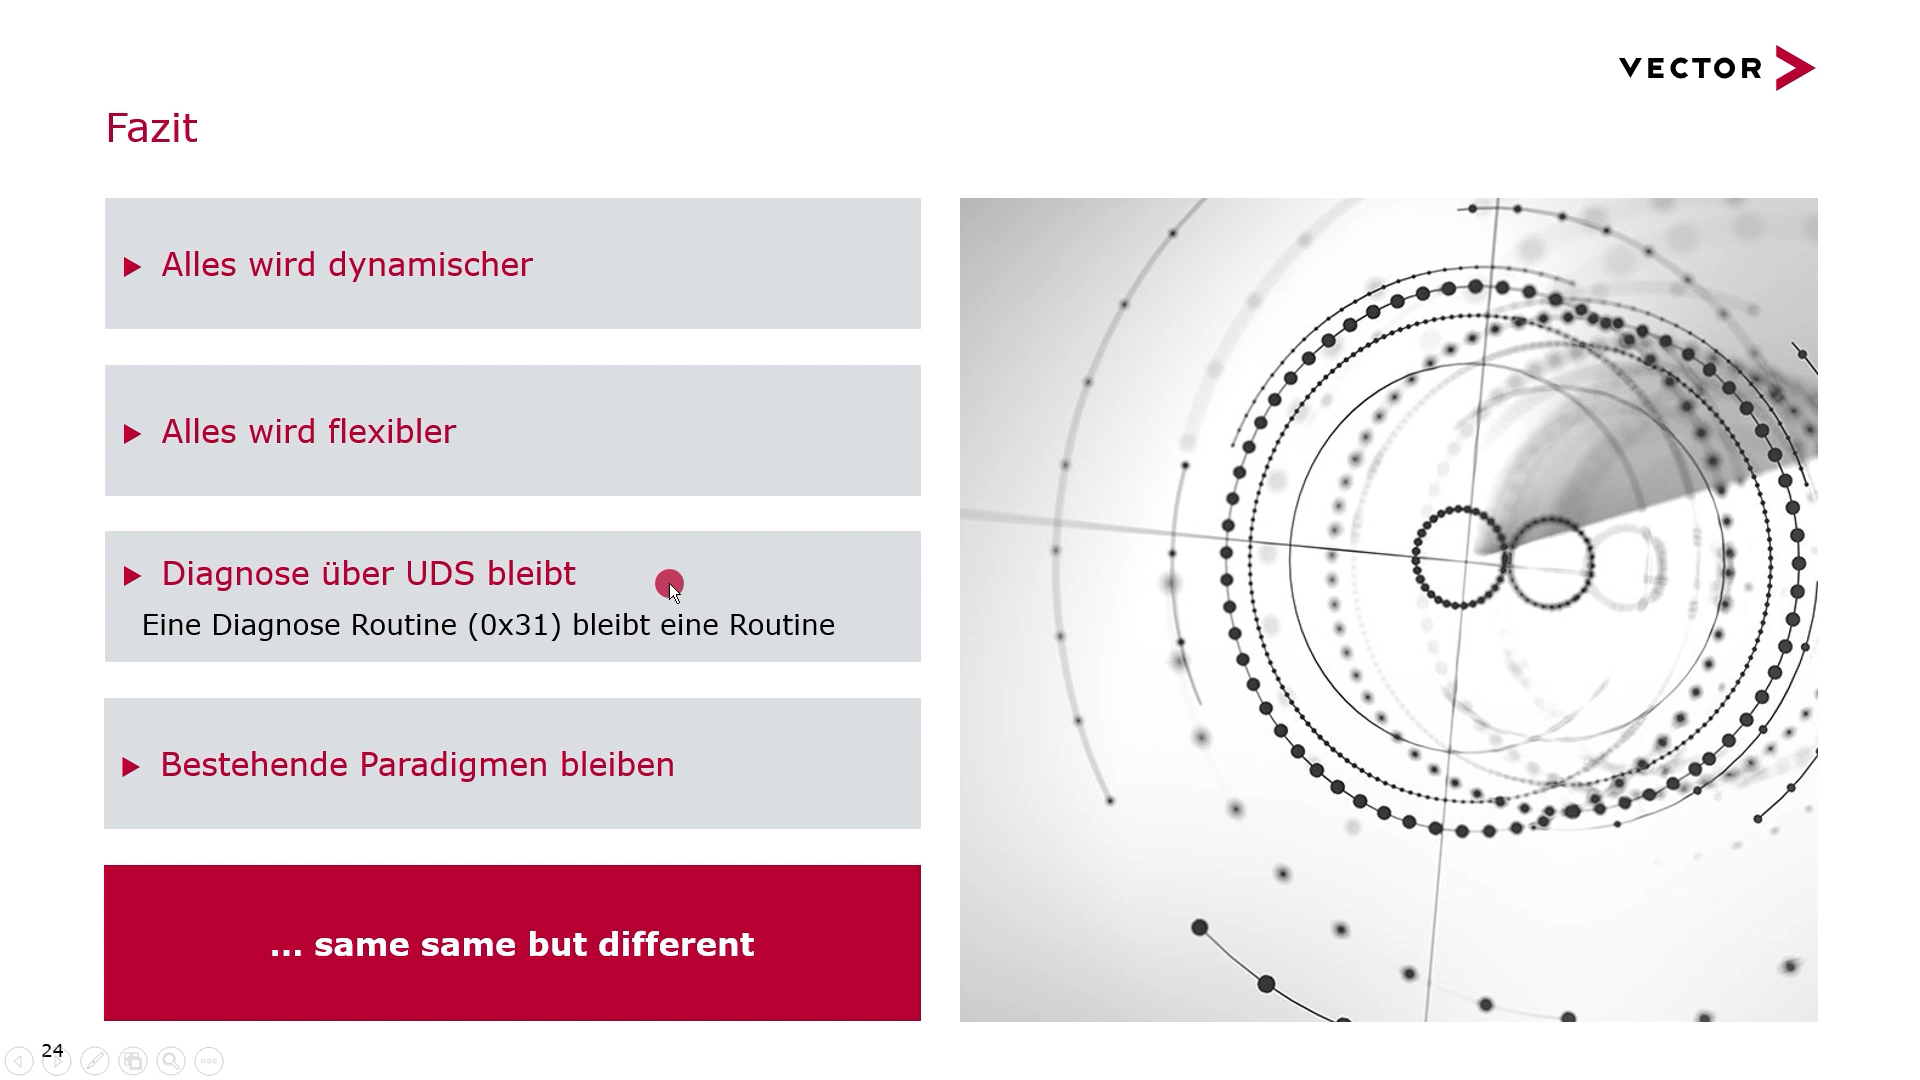 VECTOR
Fazit
Alles wird dynamischer
Alles wird flexibler
Diagnose über UDS bleibt
Eine Diagnose Routine (0x31) bleibt eine Routine
Bestehende Paradigmen bleiben
... same same but different
24